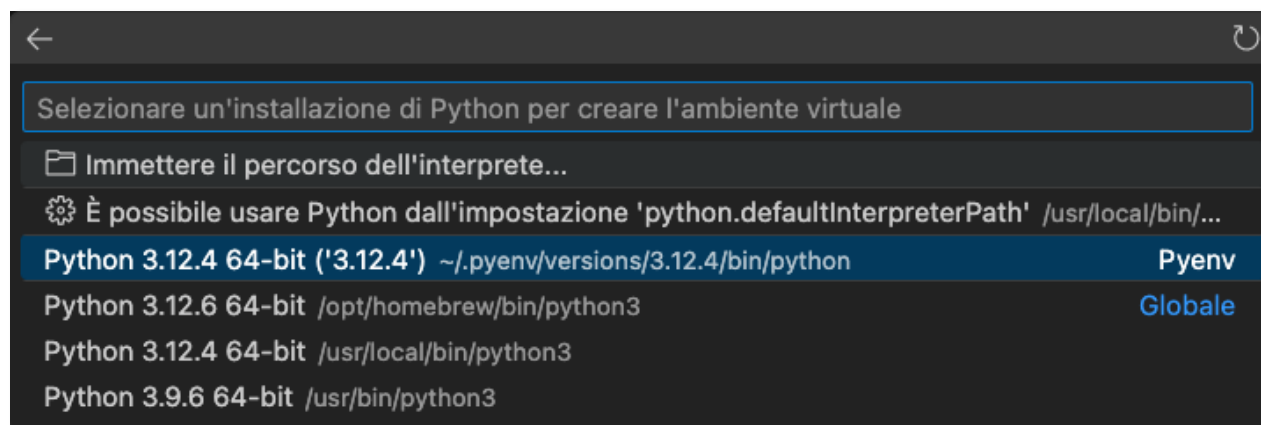 Selezionare un'installazione di Python per creare l'ambiente virtuale
Immettere il percorso dell'interprete...
È possibile usare Python dall'impostazione 'python.defaultInterpreterPath' /usr/local/bin/...
Python 3.12.4 64-bit ('3.12.4') ~/.pyenv/versions/3.12.4/bin/python Pyenv
Python 3.12.6 64-bit /opt/homebrew/bin/python3 Globale
Python 3.12.4 64-bit /usr/local/bin/python3
Python 3.9.6 64-bit /usr/bin/python3